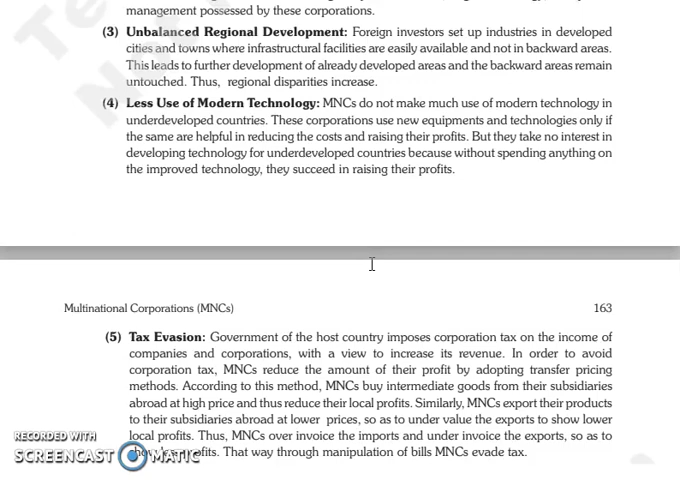 management possessed by these corporations.
(3) Unbalanced Regional Development: Foreign investors set up industries in developed
cities and towns where infrastructural facilities are easily available and not in backward areas.
This leads to further development of already developed areas and the backward areas remain
untouched. Thus, regional disparities increase.
(4) Less Use of Modern Technology: MNCs do not make much use of modern technology in
underdeveloped countries. These corporations use new equipments and technologies only if
the same are helpful in reducing the costs and raising their profits. But they take no interest in
developing technology for underdeveloped countries because without spending anything on
the improved technology, they succeed in raising their profits.
Multinational Corporations (MNCs) 163
(5) Tax Evasion: Government of the host country imposes corporation tax on the income of
companies and corporations, with a view to increase its revenue. In order to avoid
corporation tax, MNCs reduce the amount of their profit by adopting transfer pricing
methods. According to this method, MNCs buy intermediate goods from their subsidiaries
abroad at high price and thus reduce their local profits. Similarly, MNCs export their products
to their subsidiaries abroad at lower prices, so as to under value the exports to show lower
local profits. Thus, MNCs over invoice the imports and under invoice the exports, so as to
profits. That way through manipulation of bills MNCs evade tax.
RECORDED WITH
SCREENCAST MATIC